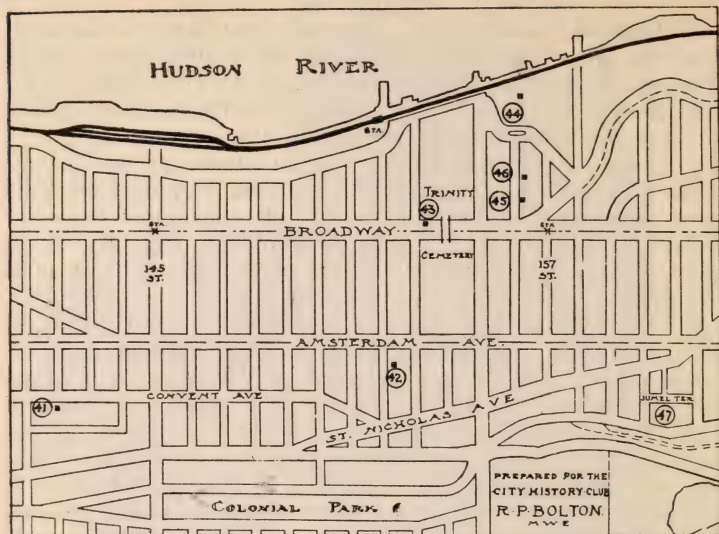 HUDSON RIVER
STA.
44
46
TRINITY
43
45
BROADWAY
STA.
STA.
CEMETERY
145
ST.
157
ST.
AMSTERDAM AVE.
42
CONVENT AVE
41
ST. NICHOLAS AVE
JUMEL TER.
47
COLONIAL PARK
PREPARED FOR THE
CITY HISTORY CLUB
R.P. BOLTON.
M W E